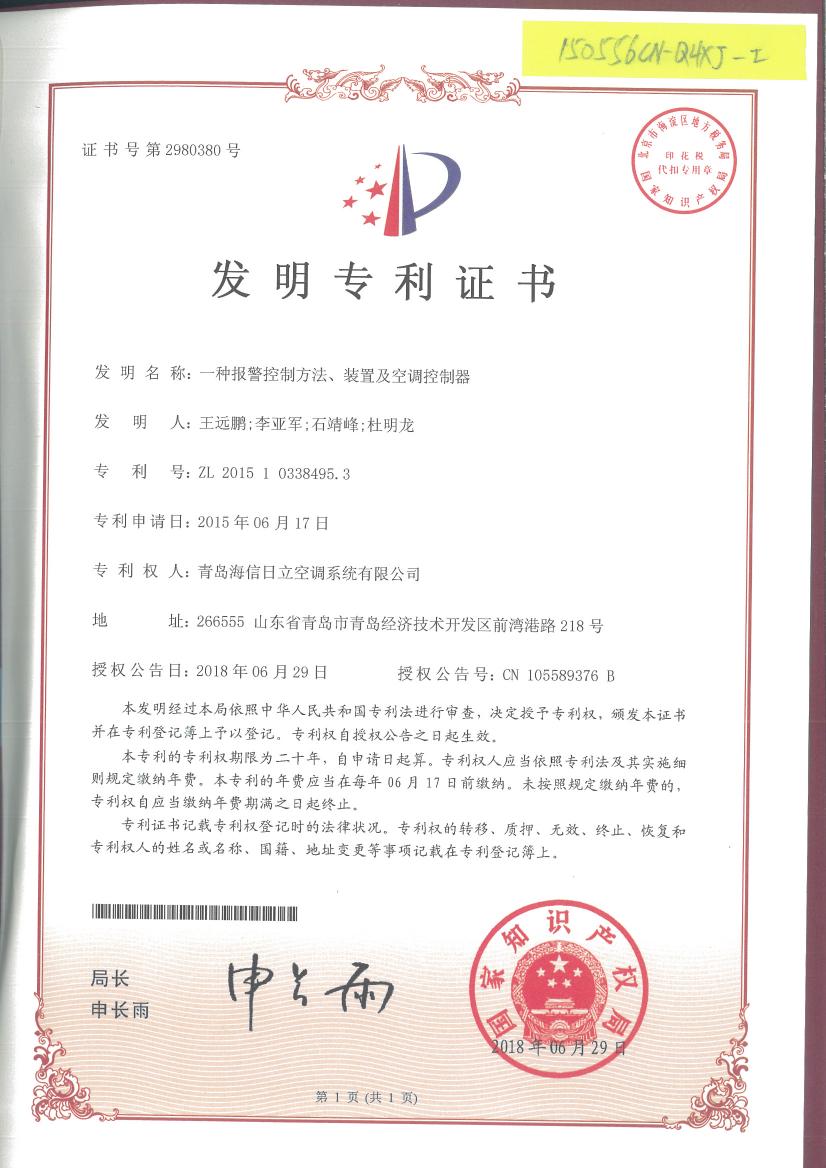 150556CN-Q4XJ-I
证书号第2980380号
北京市海淀区地方税务局
印花税
代扣专用章
国家知识产权局
发明专利证书
发明名称：一种报警控制方法、装置及空调控制器
发明人：王远鹏;李亚军;石靖峰;杜明龙
专利号：ZL 2015 1 0338495.3
专利申请日：2015年06月17日
专利权人：青岛海信日立空调系统有限公司
地址：266555 山东省青岛市青岛经济技术开发区前湾港路218号
授权公告日：2018年06月29日 授权公告号：CN 105589376 B
本发明经过本局依照中华人民共和国专利法进行审查，决定授予专利权，颁发本证书
并在专利登记簿上予以登记。专利权自授权公告之日起生效。
本专利的专利权期限为二十年，自申请日起算。专利权人应当依照专利法及其实施细
则规定缴纳年费。本专利的年费应当在每年06月17日前缴纳。未按照规定缴纳年费的，
专利权自应当缴纳年费期满之日起终止。
专利证书记载专利权登记时的法律状况。专利权的转移、质押、无效、终止、恢复和
专利权人的姓名或名称、国籍、地址变更等事项记载在专利登记簿上。
局长
申长雨
申长雨
国家知识产权局
2018年06月29日
第1页(共1页)